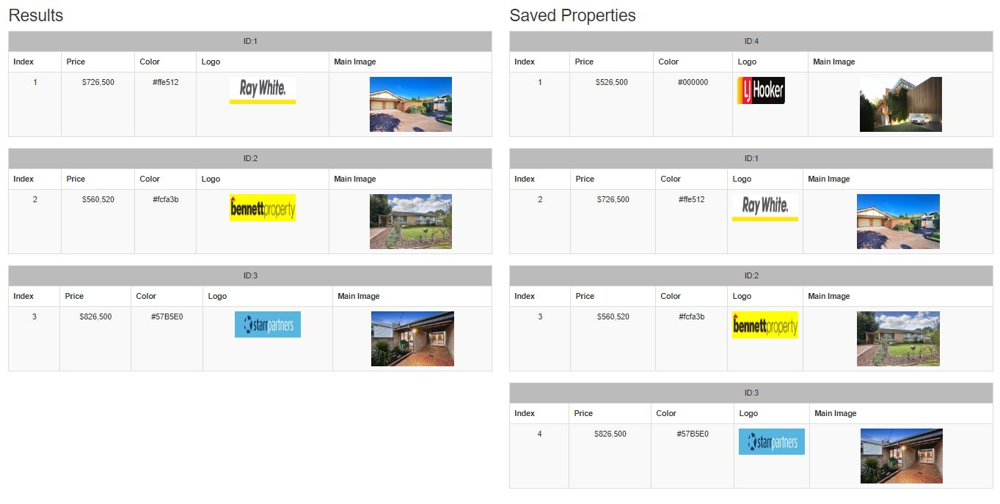 Results
ID:1
Index Price Color Logo Main Image
1 $726,500 #ffe512 Ray White.
ID:2
Index Price Color Logo Main Image
2 $560,520 #fcfa3b bennettproperty
ID:3
Index Price Color Logo Main Image
3 $826,500 #57B5E0 starrpartners
Saved Properties
ID:4
Index Price Color Logo Main Image
1 $526,500 #000000 LJ Hooker
ID:1
Index Price Color Logo Main Image
2 $726,500 #ffe512 Ray White.
ID:2
Index Price Color Logo Main Image
3 $560,520 #fcfa3b bennettproperty
ID:3
Index Price Color Logo Main Image
4 $826,500 #57B5E0 starrpartners